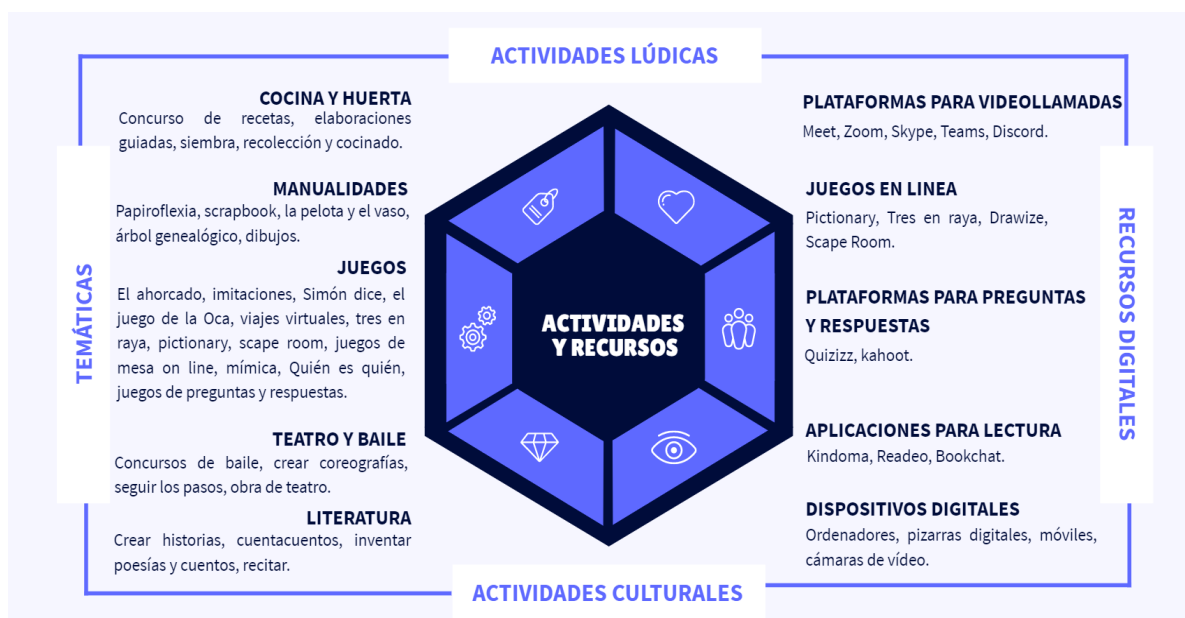 ACTIVIDADES LÚDICAS
TEMÁTICAS
COCINA Y HUERTA
Concurso de recetas, elaboraciones
guiadas, siembra, recolección y cocinado.
MANUALIDADES
Papiroflexia, scrapbook, la pelota y el vaso,
árbol genealógico, dibujos.
JUEGOS
El ahorcado, imitaciones, Simón dice, el
juego de la Oca, viajes virtuales, tres en
raya, pictionary, scape room, juegos de
mesa on line, mímica, Quién es quién,
juegos de preguntas y respuestas.
TEATRO Y BAILE
Concursos de baile, crear coreografías,
seguir los pasos, obra de teatro.
LITERATURA
Crear historias, cuentacuentos, inventar
poesías y cuentos, recitar.
ACTIVIDADES
Y RECURSOS
PLATAFORMAS PARA VIDEOLLAMADAS
Meet, Zoom, Skype, Teams, Discord.
JUEGOS EN LINEA
Pictionary, Tres en raya, Drawize,
Scape Room.
PLATAFORMAS PARA PREGUNTAS
Y RESPUESTAS
Quizizz, kahoot.
APLICACIONES PARA LECTURA
Kindoma, Readeo, Bookchat.
DISPOSITIVOS DIGITALES
Ordenadores, pizarras digitales, móviles,
cámaras de vídeo.
RECURSOS DIGITALES
ACTIVIDADES CULTURALES